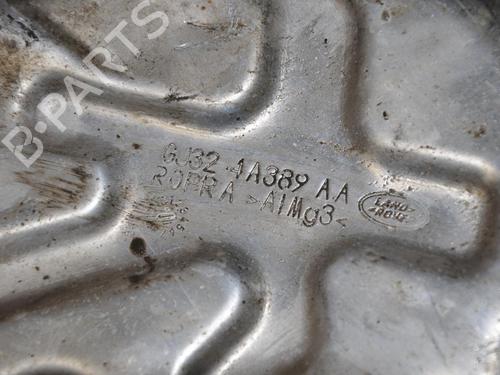 B-PARTS
GJ32 4A389 AA
ROPRA >AlMg3<
LAND
ROVER